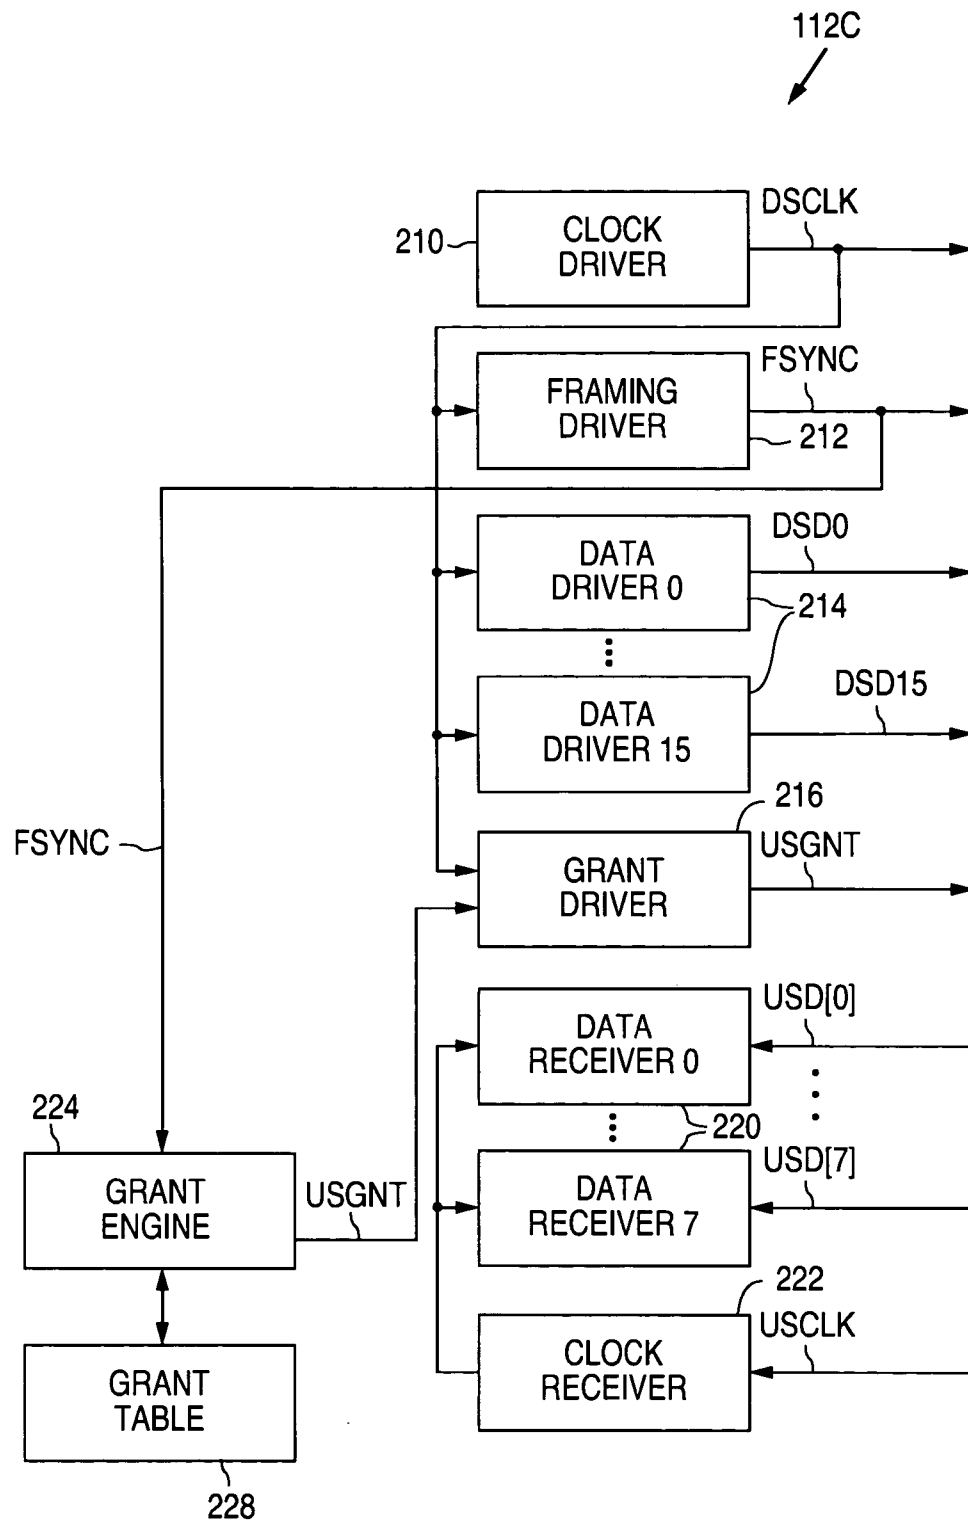 112C
DSCLK
210
CLOCK
DRIVER
FSYNC
FRAMING
DRIVER
212
DSD0
DATA
DRIVER 0
214
DSD15
DATA
DRIVER 15
216
FSYNC
USGNT
GRANT
DRIVER
USD[0]
DATA
RECEIVER 0
224
220
USD[7]
GRANT
ENGINE
USGNT
DATA
RECEIVER 7
222
USCLK
CLOCK
RECEIVER
GRANT
TABLE
228